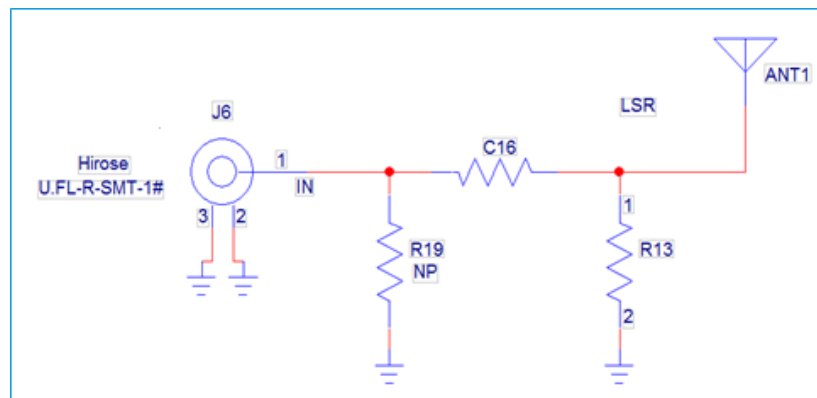 ANT1
LSR
J6
Hirose
U.FL-R-SMT-1#
1
IN
3
2
C16
R19
NP
1
R13
2